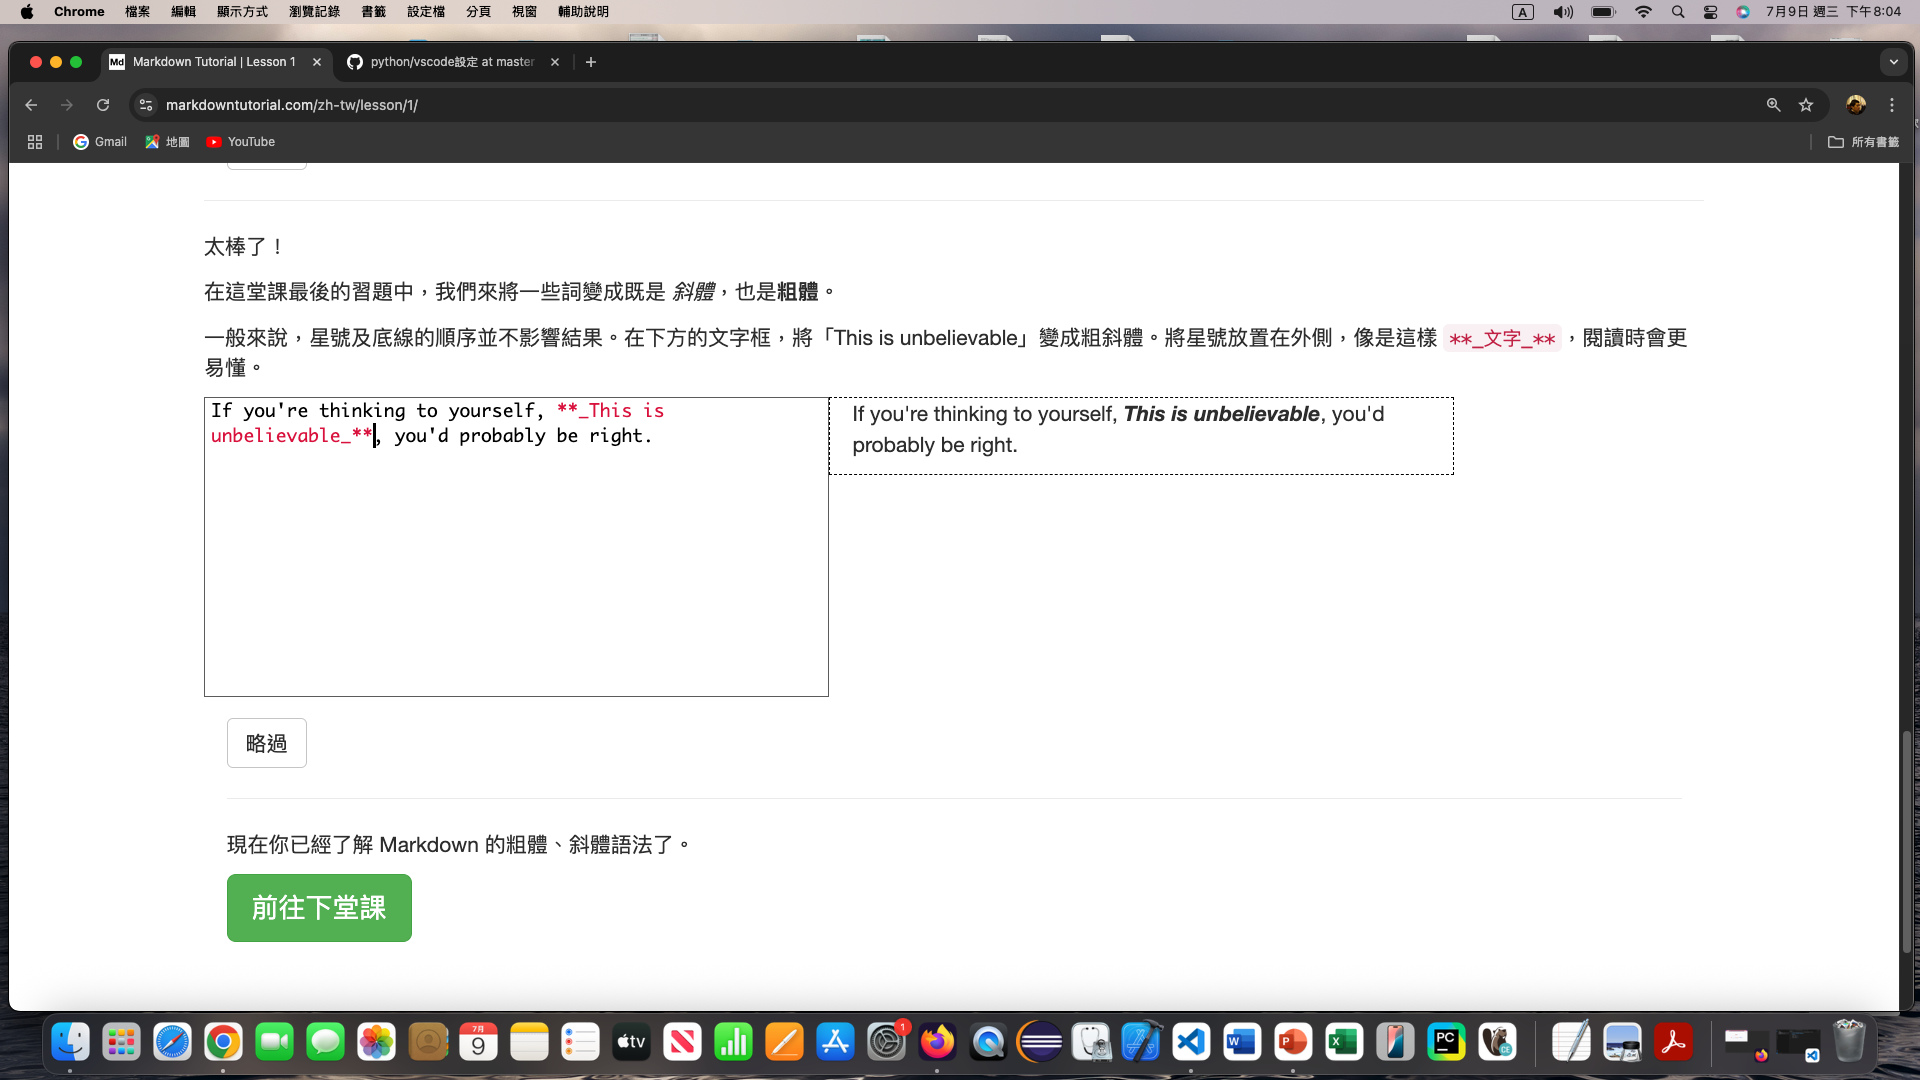 Chrome 檔案 編輯 顯示方式 瀏覽記錄 書籤 設定檔 分頁 視窗 輔助說明 A 7月9日 週三 下午8:04
Md Markdown Tutorial | Lesson 1 python/vscode設定 at master
markdowntutorial.com/zh-tw/lesson/1/
Gmail 地圖 YouTube 所有書籤
太棒了！
在這堂課最後的習題中，我們來將一些詞變成既是 斜體，也是粗體。
一般來說，星號及底線的順序並不影響結果。在下方的文字框，將「This is unbelievable」變成粗斜體。將星號放置在外側，像是這樣 **_文字_**，閱讀時會更
易懂。
If you're thinking to yourself, **_This is
unbelievable_**, you'd probably be right.
If you're thinking to yourself, This is unbelievable, you'd
probably be right.
略過
現在你已經了解 Markdown 的粗體、斜體語法了。
前往下堂課
7月
9
tv
1
W
P
X
PC
CE